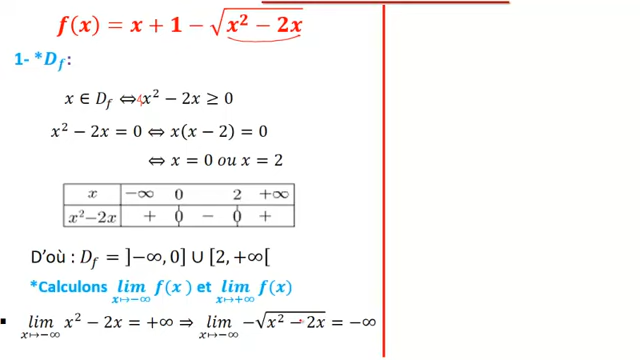 f(x) = x + 1 − √(x² − 2x)
1- *D_f:
x ∈ D_f ⇔ x² − 2x ≥ 0
x² − 2x = 0 ⇔ x(x − 2) = 0
⇔ x = 0 ou x = 2
x −∞ 0 2 +∞
x²−2x + 0 − 0 +
D'où : D_f = ]−∞, 0] ∪ [2, +∞[
*Calculons lim_{x↦−∞} f(x) et lim_{x↦+∞} f(x)
▪ lim_{x↦−∞} x² − 2x = +∞ ⇒ lim_{x↦−∞} −√(x² − 2x) = −∞